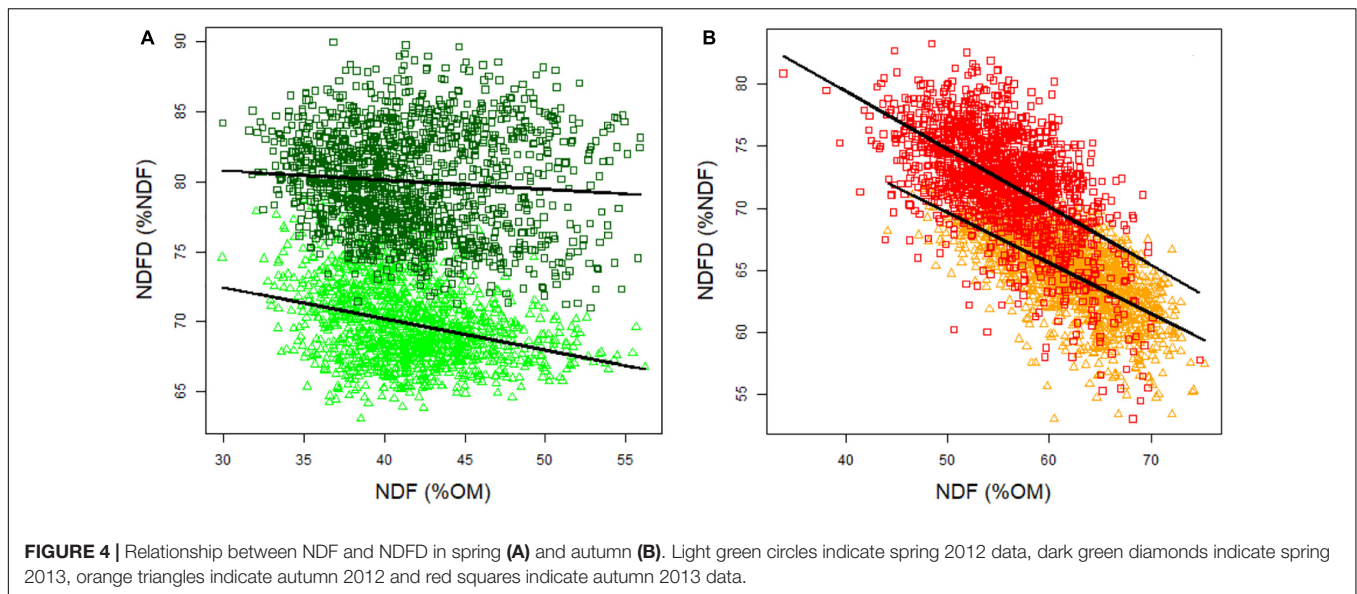 A
90
85
80
75
70
65
NDFD (%NDF)
30 35 40 45 50 55
NDF (%OM)
B
80
75
70
65
60
55
NDFD (%NDF)
40 50 60 70
NDF (%OM)
FIGURE 4 | Relationship between NDF and NDFD in spring (A) and autumn (B). Light green circles indicate spring 2012 data, dark green diamonds indicate spring
2013, orange triangles indicate autumn 2012 and red squares indicate autumn 2013 data.